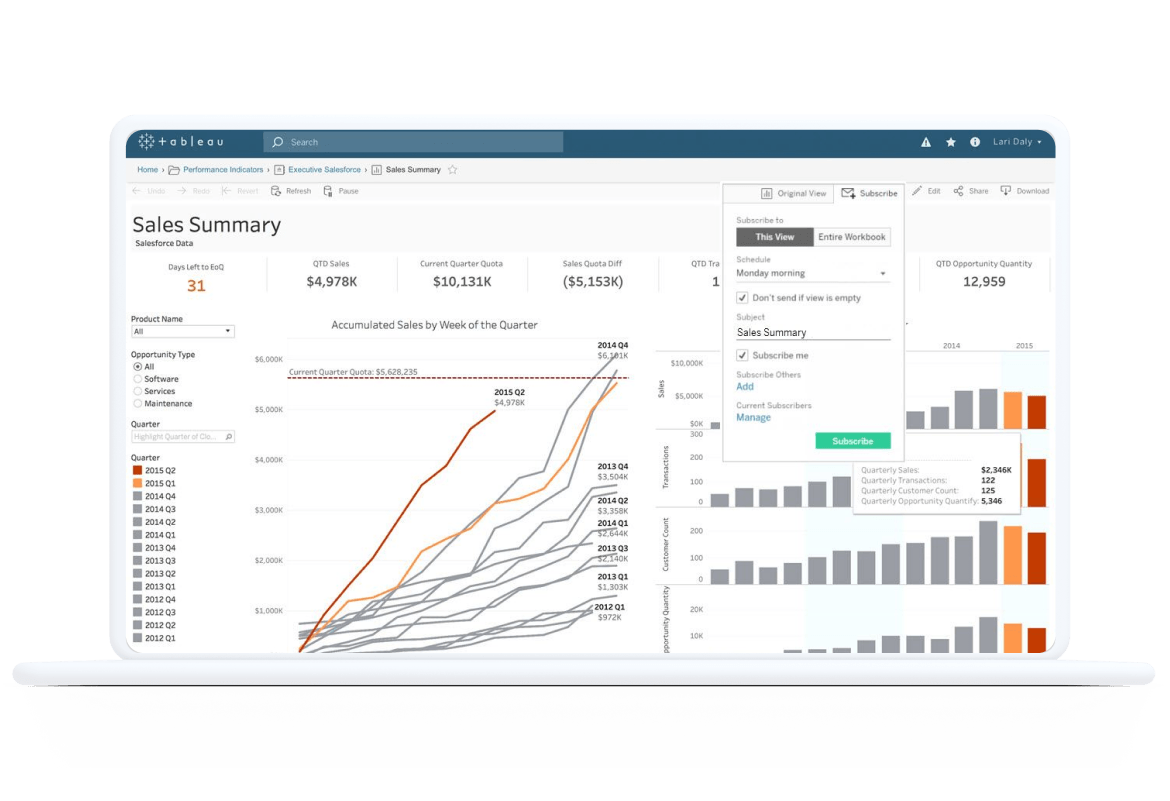 + a b l e a u
Search
Lari Daly
Home › Performance Indicators › Executive Salesforce › Sales Summary
Undo Redo Revert Refresh Pause
Original View Subscribe Edit Share Download
Sales Summary
Salesforce Data
Days Left to EoQ
31
QTD Sales
$4,978K
Current Quarter Quota
$10,131K
Sales Quota Diff
($5,153K)
QTD Tra
1
QTD Opportunity Quantity
12,959
Subscribe to
This View Entire Workbook
Schedule
Monday morning
Don't send if view is empty
Subject
Sales Summary
Subscribe me
Subscribe Others
Add
Current Subscribers
Manage
Subscribe
Product Name
All
Opportunity Type
All
Software
Services
Maintenance
Quarter
Highlight Quarter of Clo...
Quarter
2015 Q2
2015 Q1
2014 Q4
2014 Q3
2014 Q2
2014 Q1
2013 Q4
2013 Q3
2013 Q2
2013 Q1
2012 Q4
2012 Q3
2012 Q2
2012 Q1
Accumulated Sales by Week of the Quarter
$6,000K
$5,000K
$4,000K
$3,000K
$2,000K
$1,000K
Current Quarter Quota: $5,628,235
2015 Q2
$4,978K
2014 Q4
$6,191K
2013 Q4
$3,504K
2014 Q2
$3,358K
2014 Q1
$2,644K
2013 Q3
$2,140K
2013 Q1
$1,303K
2012 Q1
$972K
2014 2015
Sales
$10,000K
$5,000K
$0K
Transactions
300
200
100
0
Customer Count
200
100
0
pportunity Quantity
20K
10K
Quarterly Sales: $2,346K
Quarterly Transactions: 122
Quarterly Customer Count: 125
Quarterly Opportunity Quantify: 5,346